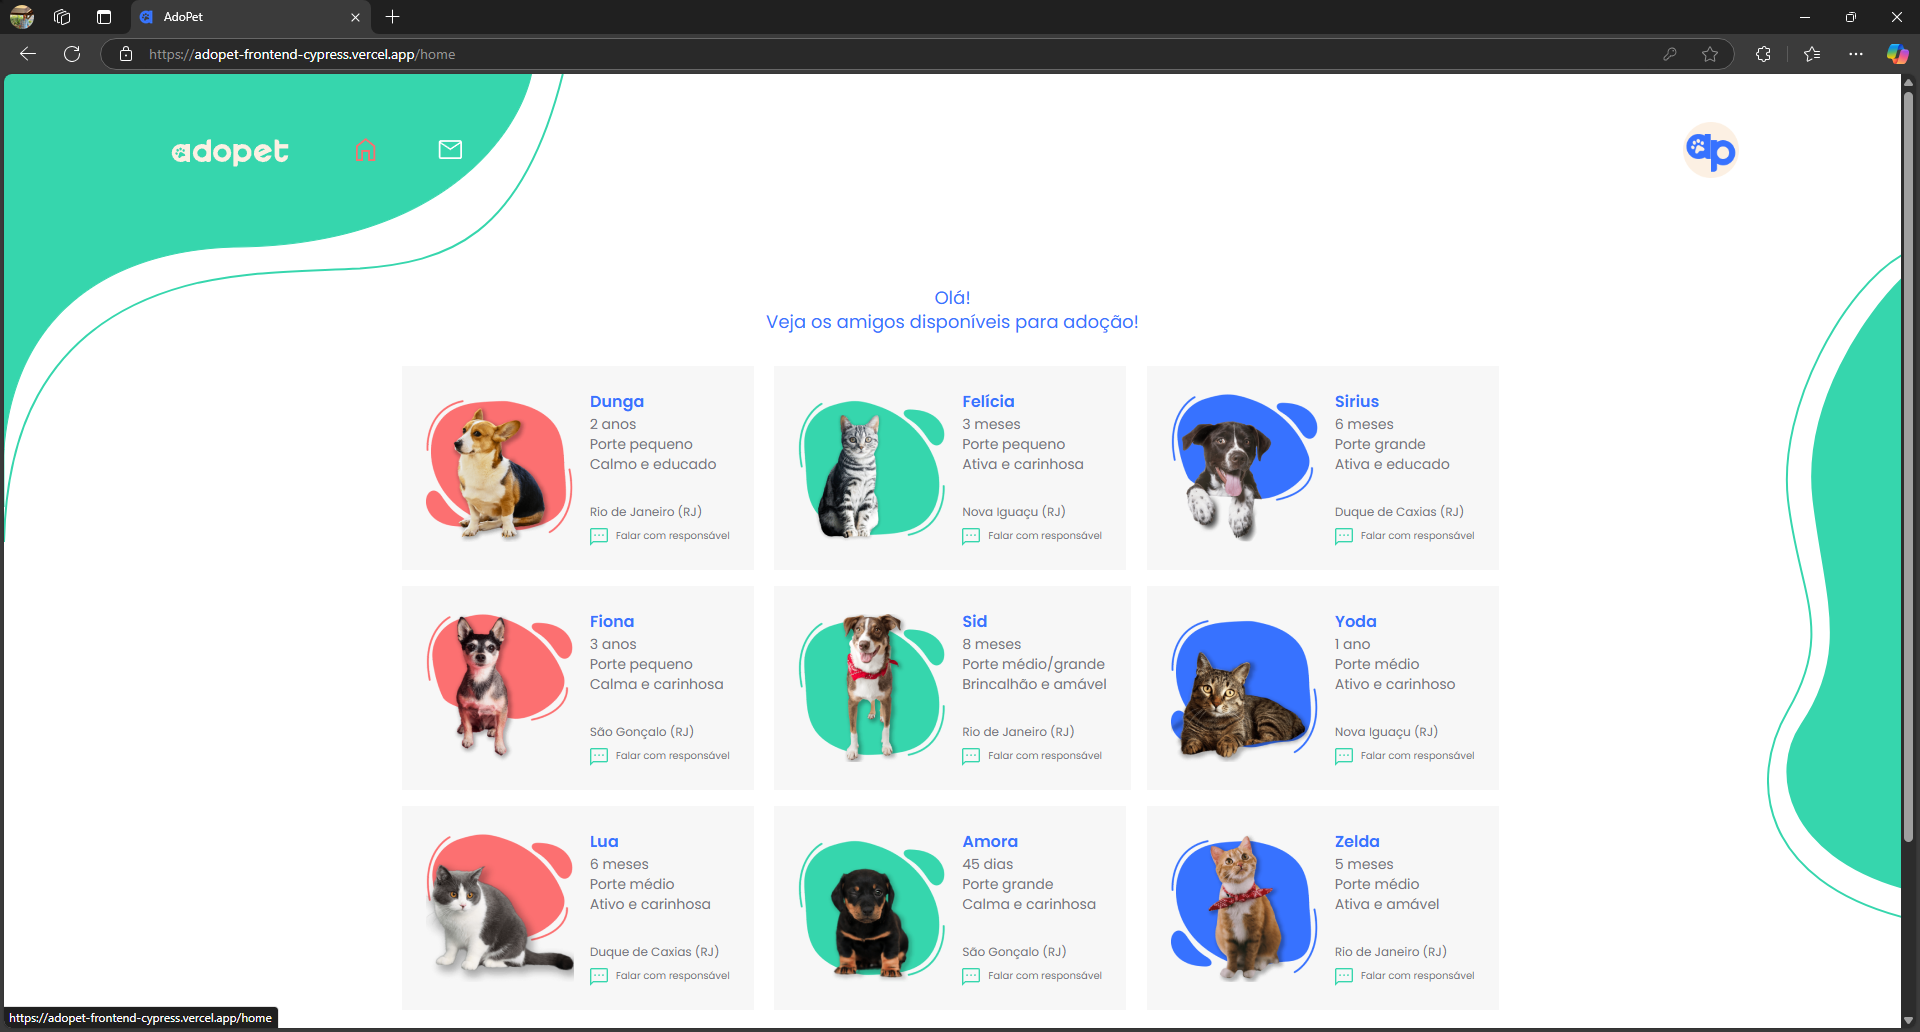 AdoPet
https://adopet-frontend-cypress.vercel.app/home
adopet
ap
Olá!
Veja os amigos disponíveis para adoção!
Dunga
2 anos
Porte pequeno
Calmo e educado
Rio de Janeiro (RJ)
Falar com responsável
Felícia
3 meses
Porte pequeno
Ativa e carinhosa
Nova Iguaçu (RJ)
Falar com responsável
Sirius
6 meses
Porte grande
Ativa e educado
Duque de Caxias (RJ)
Falar com responsável
Fiona
3 anos
Porte pequeno
Calma e carinhosa
São Gonçalo (RJ)
Falar com responsável
Sid
8 meses
Porte médio/grande
Brincalhão e amável
Rio de Janeiro (RJ)
Falar com responsável
Yoda
1 ano
Porte médio
Ativo e carinhoso
Nova Iguaçu (RJ)
Falar com responsável
Lua
6 meses
Porte médio
Ativo e carinhosa
Duque de Caxias (RJ)
Falar com responsável
Amora
45 dias
Porte grande
Calma e carinhosa
São Gonçalo (RJ)
Falar com responsável
Zelda
5 meses
Porte médio
Ativa e amável
Rio de Janeiro (RJ)
Falar com responsável
https://adopet-frontend-cypress.vercel.app/home